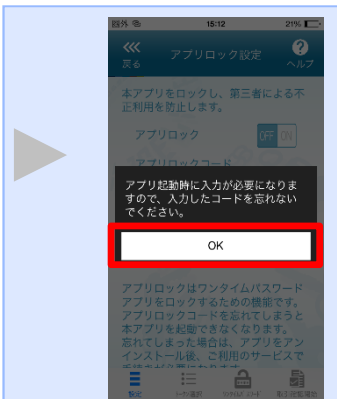 圏外
15:12
21%
戻る
アプリロック設定
?
ヘルプ
本アプリをロックし、第三者による不
正利用を防止します。
アプリロック
OFF ON
アプリロックコード
アプリ起動時に入力が必要になりま
すので、入力したコードを忘れない
でください。
OK
アプリロックはワンタイムパスワード
アプリをロックするための機能です。
アプリロックコードを忘れてしまうと
本アプリを起動できなくなります。
忘れてしまった場合は、アプリをアン
インストール後、ご利用のサービスで
設定